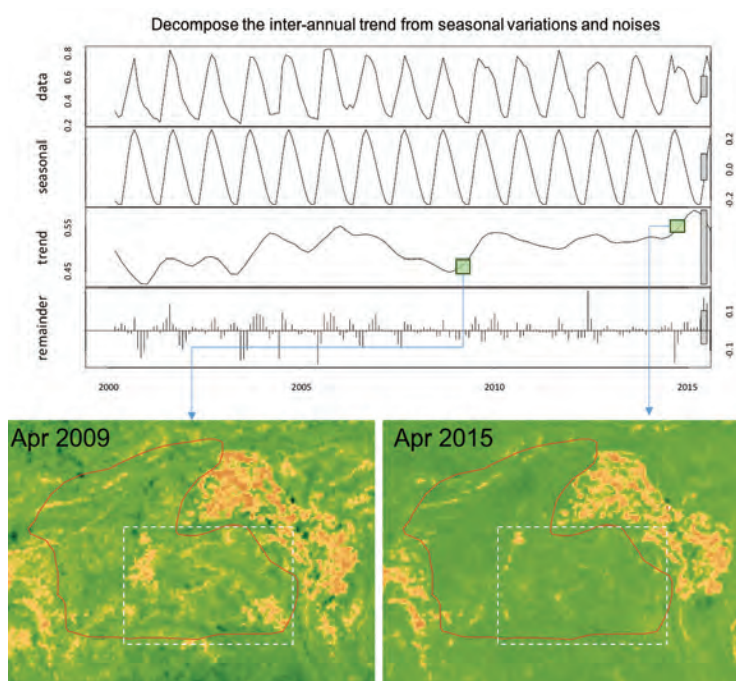 Decompose the inter-annual trend from seasonal variations and noises
data
0.2 0.4 0.6 0.8
seasonal
-0.2 0.0 0.2
trend
0.45 0.55
remainder
-0.1 0.1
2000 2005 2010 2015
Apr 2009
Apr 2015